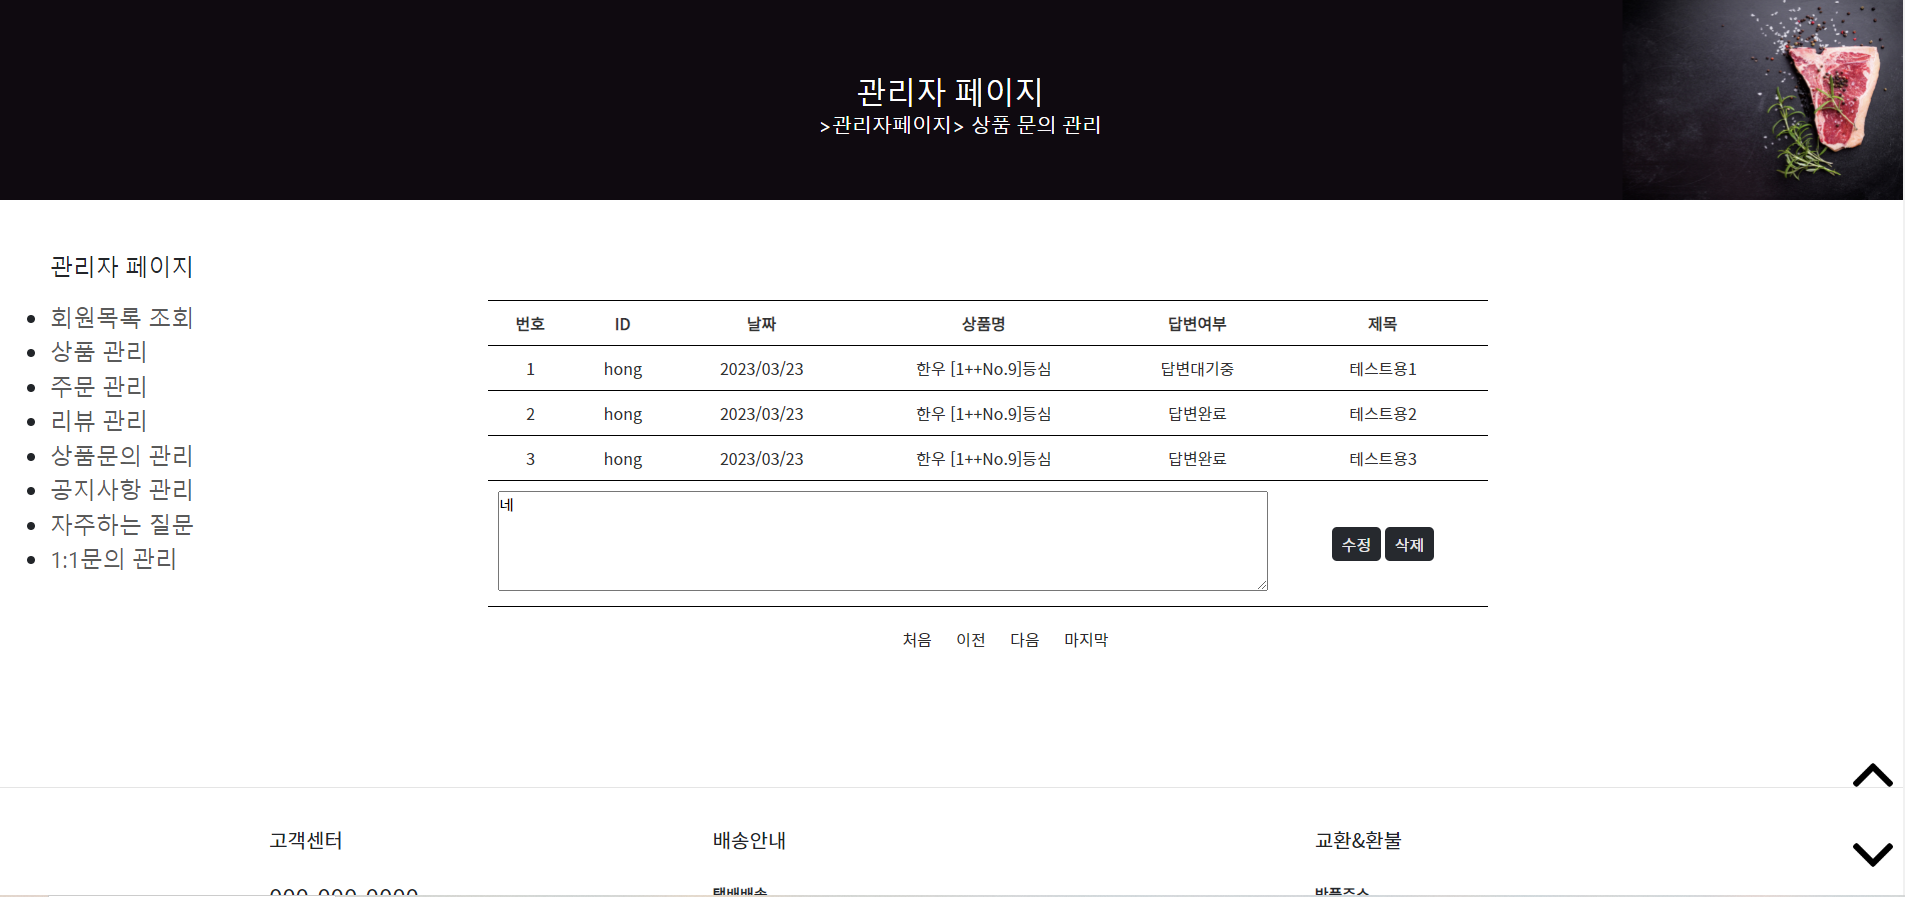 관리자 페이지
>관리자페이지> 상품 문의 관리
관리자 페이지
회원목록 조회
상품 관리
주문 관리
리뷰 관리
상품문의 관리
공지사항 관리
자주하는 질문
1:1문의 관리
번호 ID 날짜 상품명 답변여부 제목
1 hong 2023/03/23 한우 [1++No.9]등심 답변대기중 테스트용1
2 hong 2023/03/23 한우 [1++No.9]등심 답변완료 테스트용2
3 hong 2023/03/23 한우 [1++No.9]등심 답변완료 테스트용3
네
수정 삭제
처음 이전 다음 마지막
고객센터 배송안내 교환&환불
택배배송 반품주소